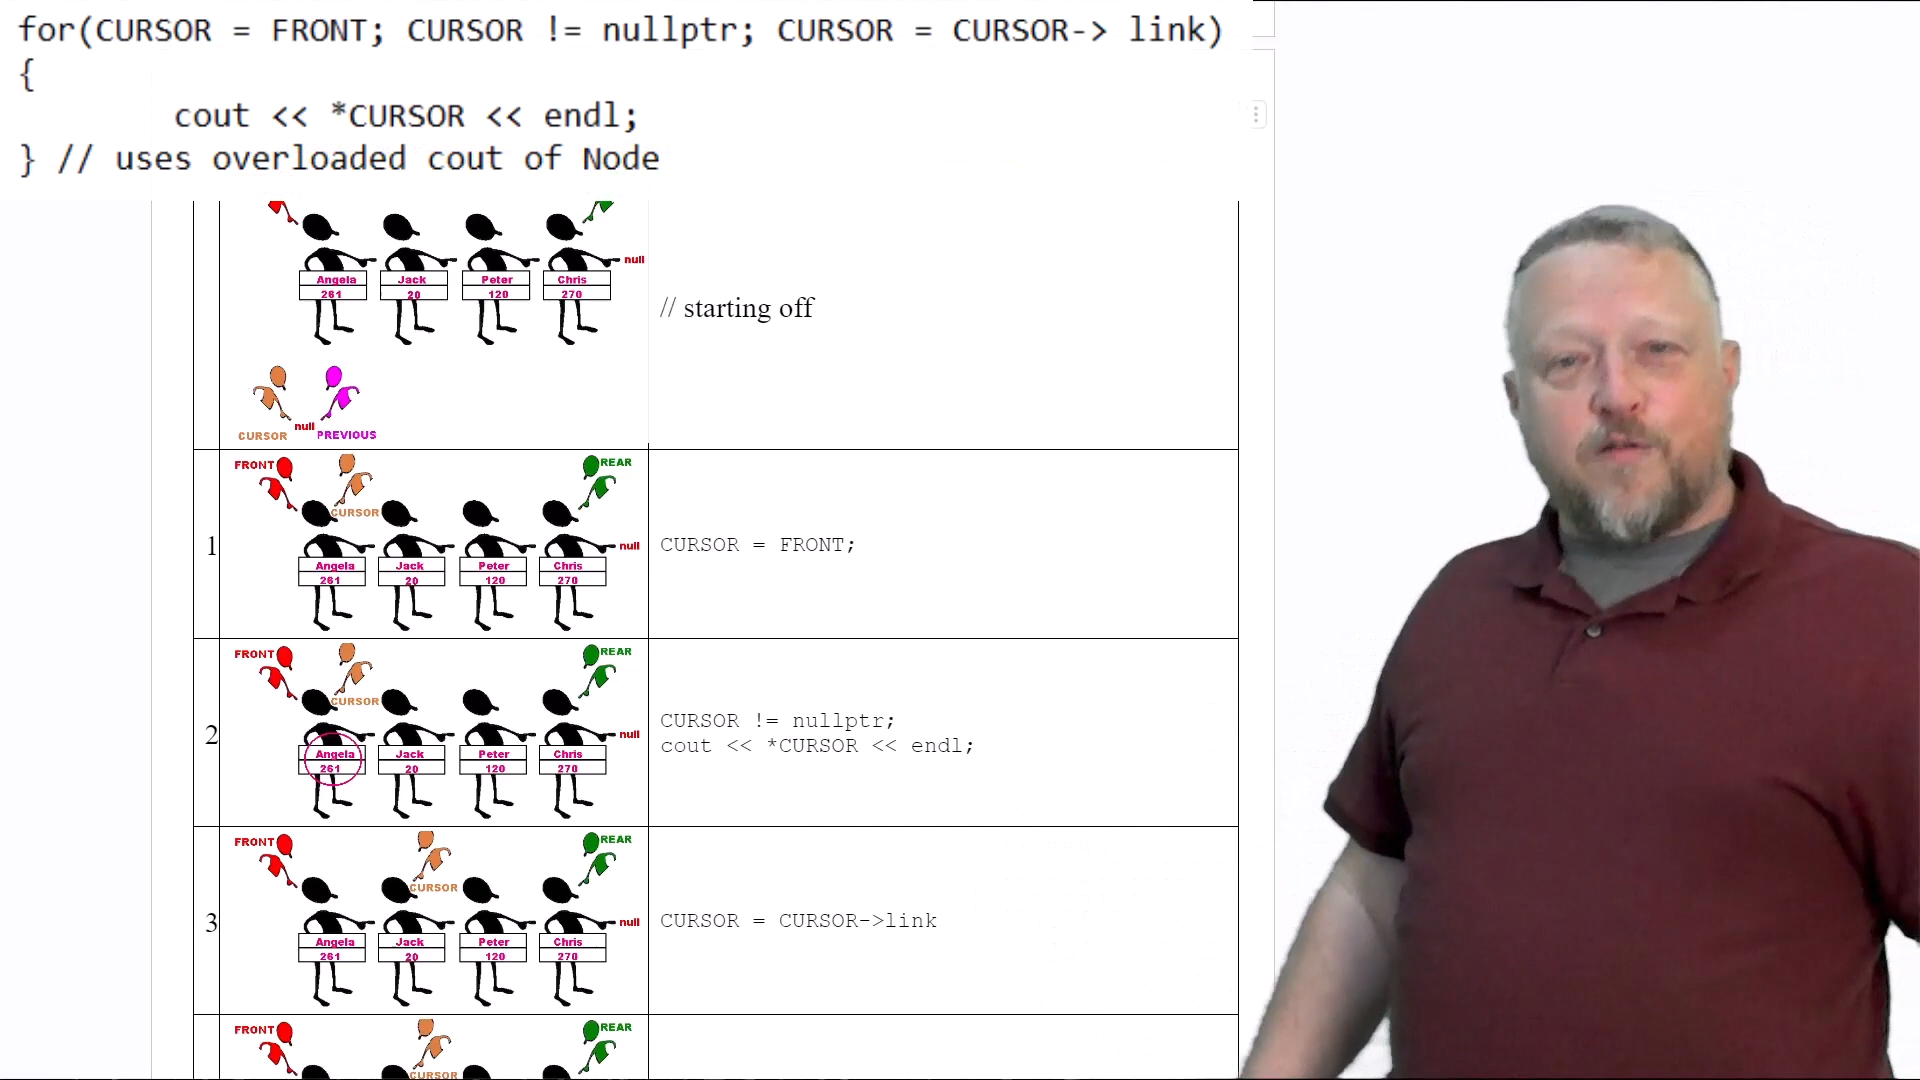 for(CURSOR = FRONT; CURSOR != nullptr; CURSOR = CURSOR-> link)
{
cout << *CURSOR << endl;
} // uses overloaded cout of Node
null
Angela Jack Peter Chris
261 20 120 270
// starting off
null
CURSOR PREVIOUS
FRONT REAR
CURSOR
1
null
Angela Jack Peter Chris
261 20 120 270
CURSOR = FRONT;
FRONT REAR
CURSOR
2
null
Angela Jack Peter Chris
261 20 120 270
CURSOR != nullptr;
cout << *CURSOR << endl;
FRONT REAR
CURSOR
3
null
Angela Jack Peter Chris
261 20 120 270
CURSOR = CURSOR->link
FRONT REAR
CURSOR